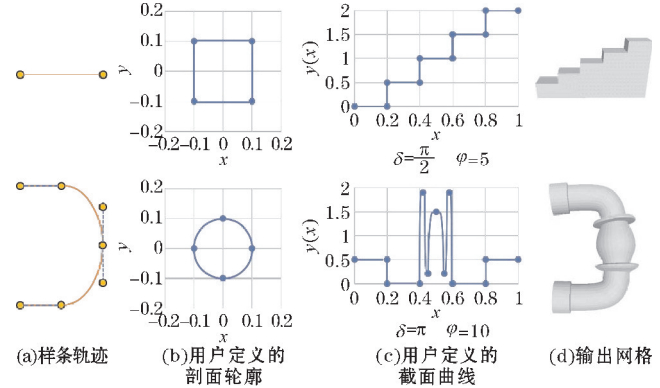 0.2
0.1
0
-0.1
-0.2
y
-0.2 -0.1 0 0.1 0.2
x
2
1.5
1
0.5
0
y(x)
0 0.2 0.4 0.6 0.8 1
x
δ=π/2 φ=5
0.2
0.1
0
-0.1
-0.2
y
-0.2 -0.1 0 0.1 0.2
x
2
1.5
1
0.5
0
y(x)
0 0.2 0.4 0.6 0.8 1
x
δ=π φ=10
(a)样条轨迹
(b)用户定义的
剖面轮廓
(c)用户定义的
截面曲线
(d)输出网格